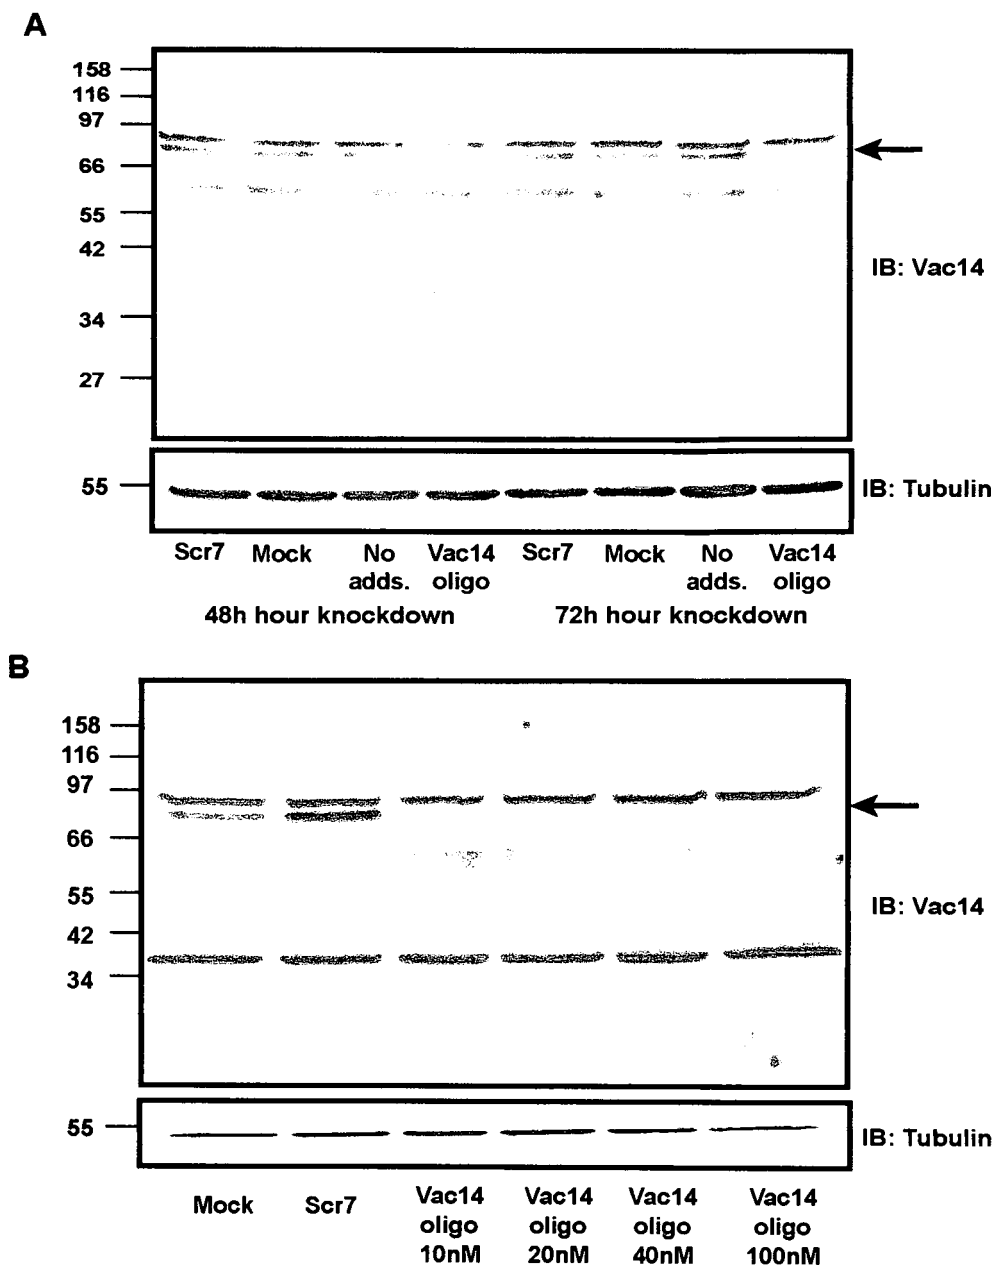 A
158
116
97
66
55
42
34
27
IB: Vac14
55
IB: Tubulin
Scr7 Mock No adds. Vac14 oligo Scr7 Mock No adds. Vac14 oligo
48h hour knockdown 72h hour knockdown
B
158
116
97
66
55
42
34
IB: Vac14
55
IB: Tubulin
Mock Scr7 Vac14 oligo 10nM Vac14 oligo 20nM Vac14 oligo 40nM Vac14 oligo 100nM